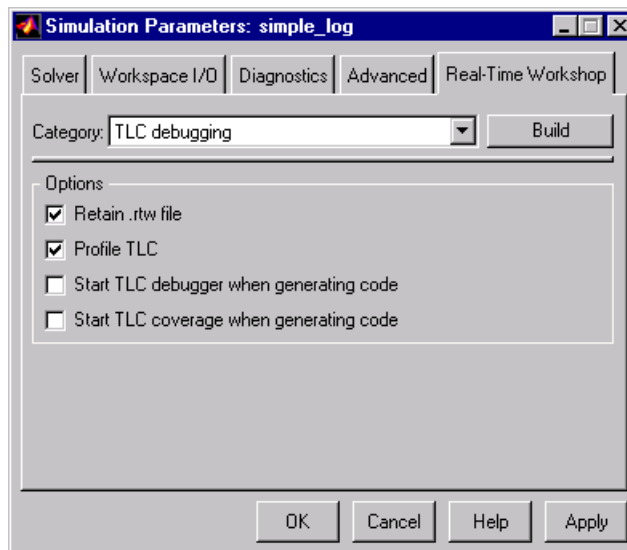 Simulation Parameters: simple_log
Solver Workspace I/O Diagnostics Advanced Real-Time Workshop
Category: TLC debugging Build
Options
Retain .rtw file
Profile TLC
Start TLC debugger when generating code
Start TLC coverage when generating code
OK Cancel Help Apply